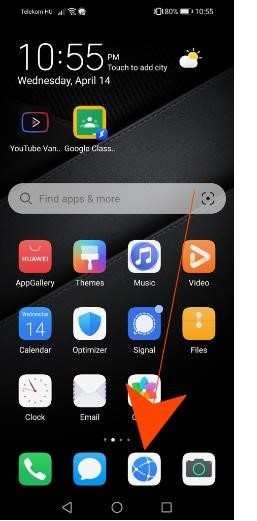 Telekom HU 80% 10:55
10:55 PM
Touch to add city
Wednesday, April 14
YouTube Van.. Google Class..
Find apps & more
HUAWEI
AppGallery Themes Music Video
Wednesday
14
Calendar Optimizer Signal Files
Clock Email